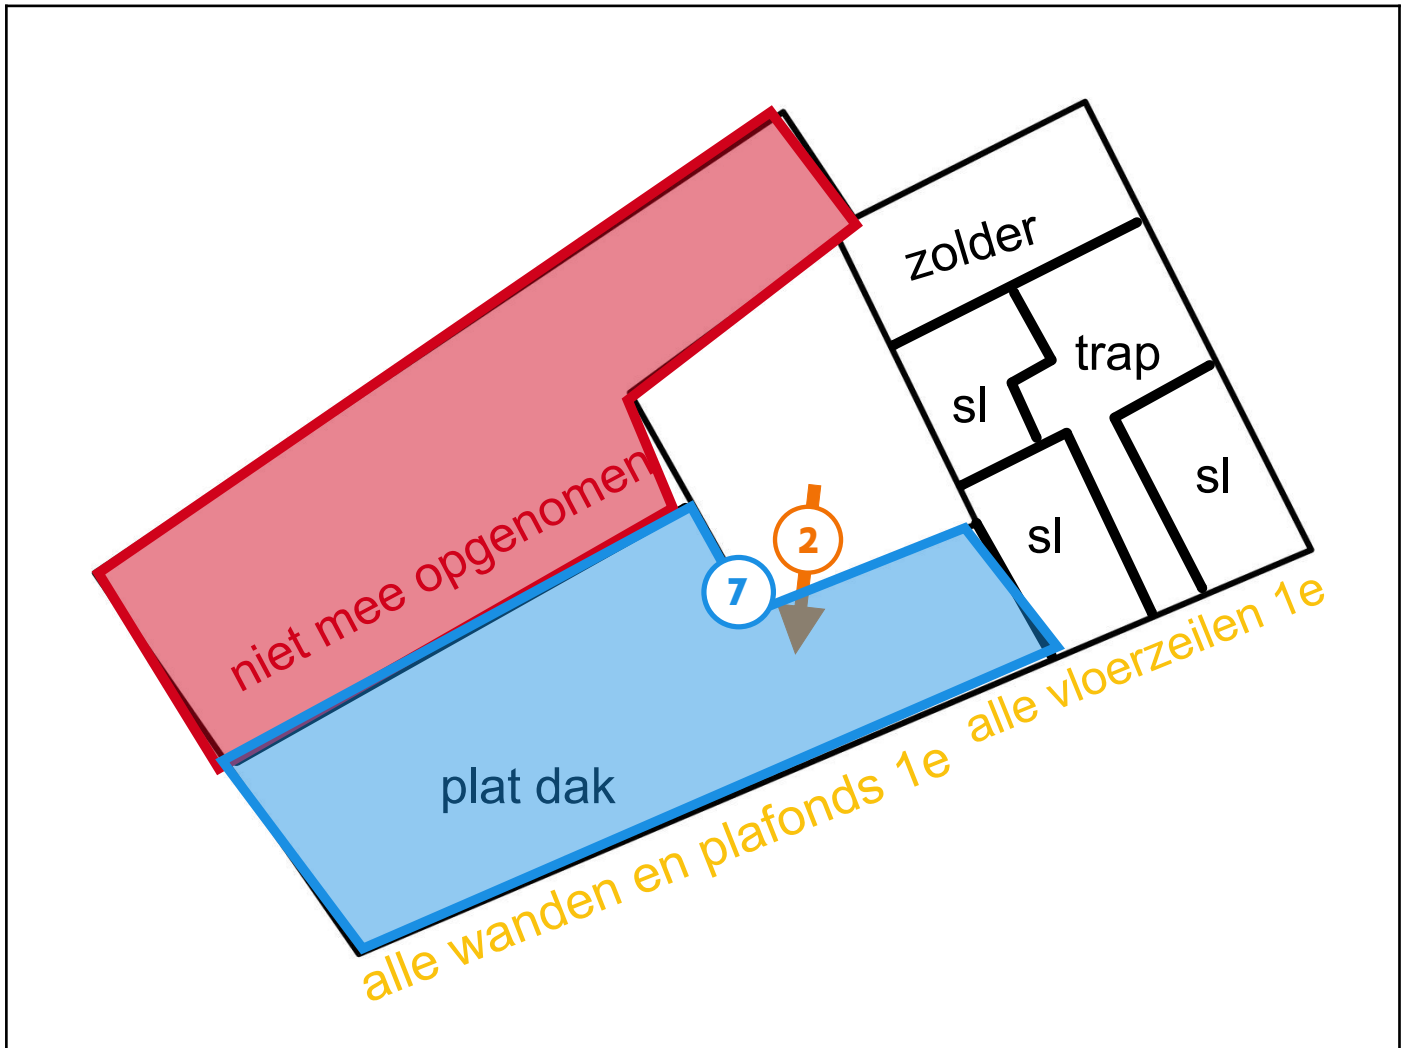 zolder
trap
sl
sl
sl
niet mee opgenomen
2
7
plat dak
alle vloerzeilen 1e
alle wanden en plafonds 1e